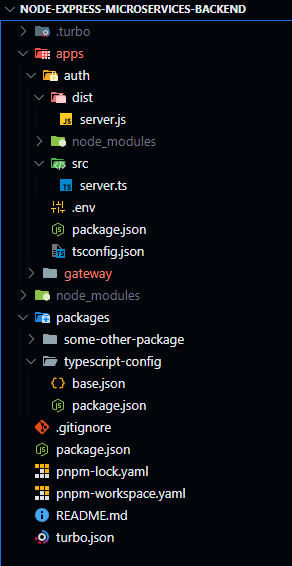 NODE-EXPRESS-MICROSERVICES-BACKEND
.turbo
apps
auth
dist
server.js
node_modules
src
server.ts
.env
package.json
tsconfig.json
gateway
node_modules
packages
some-other-package
typescript-config
base.json
package.json
.gitignore
package.json
pnpm-lock.yaml
pnpm-workspace.yaml
README.md
turbo.json